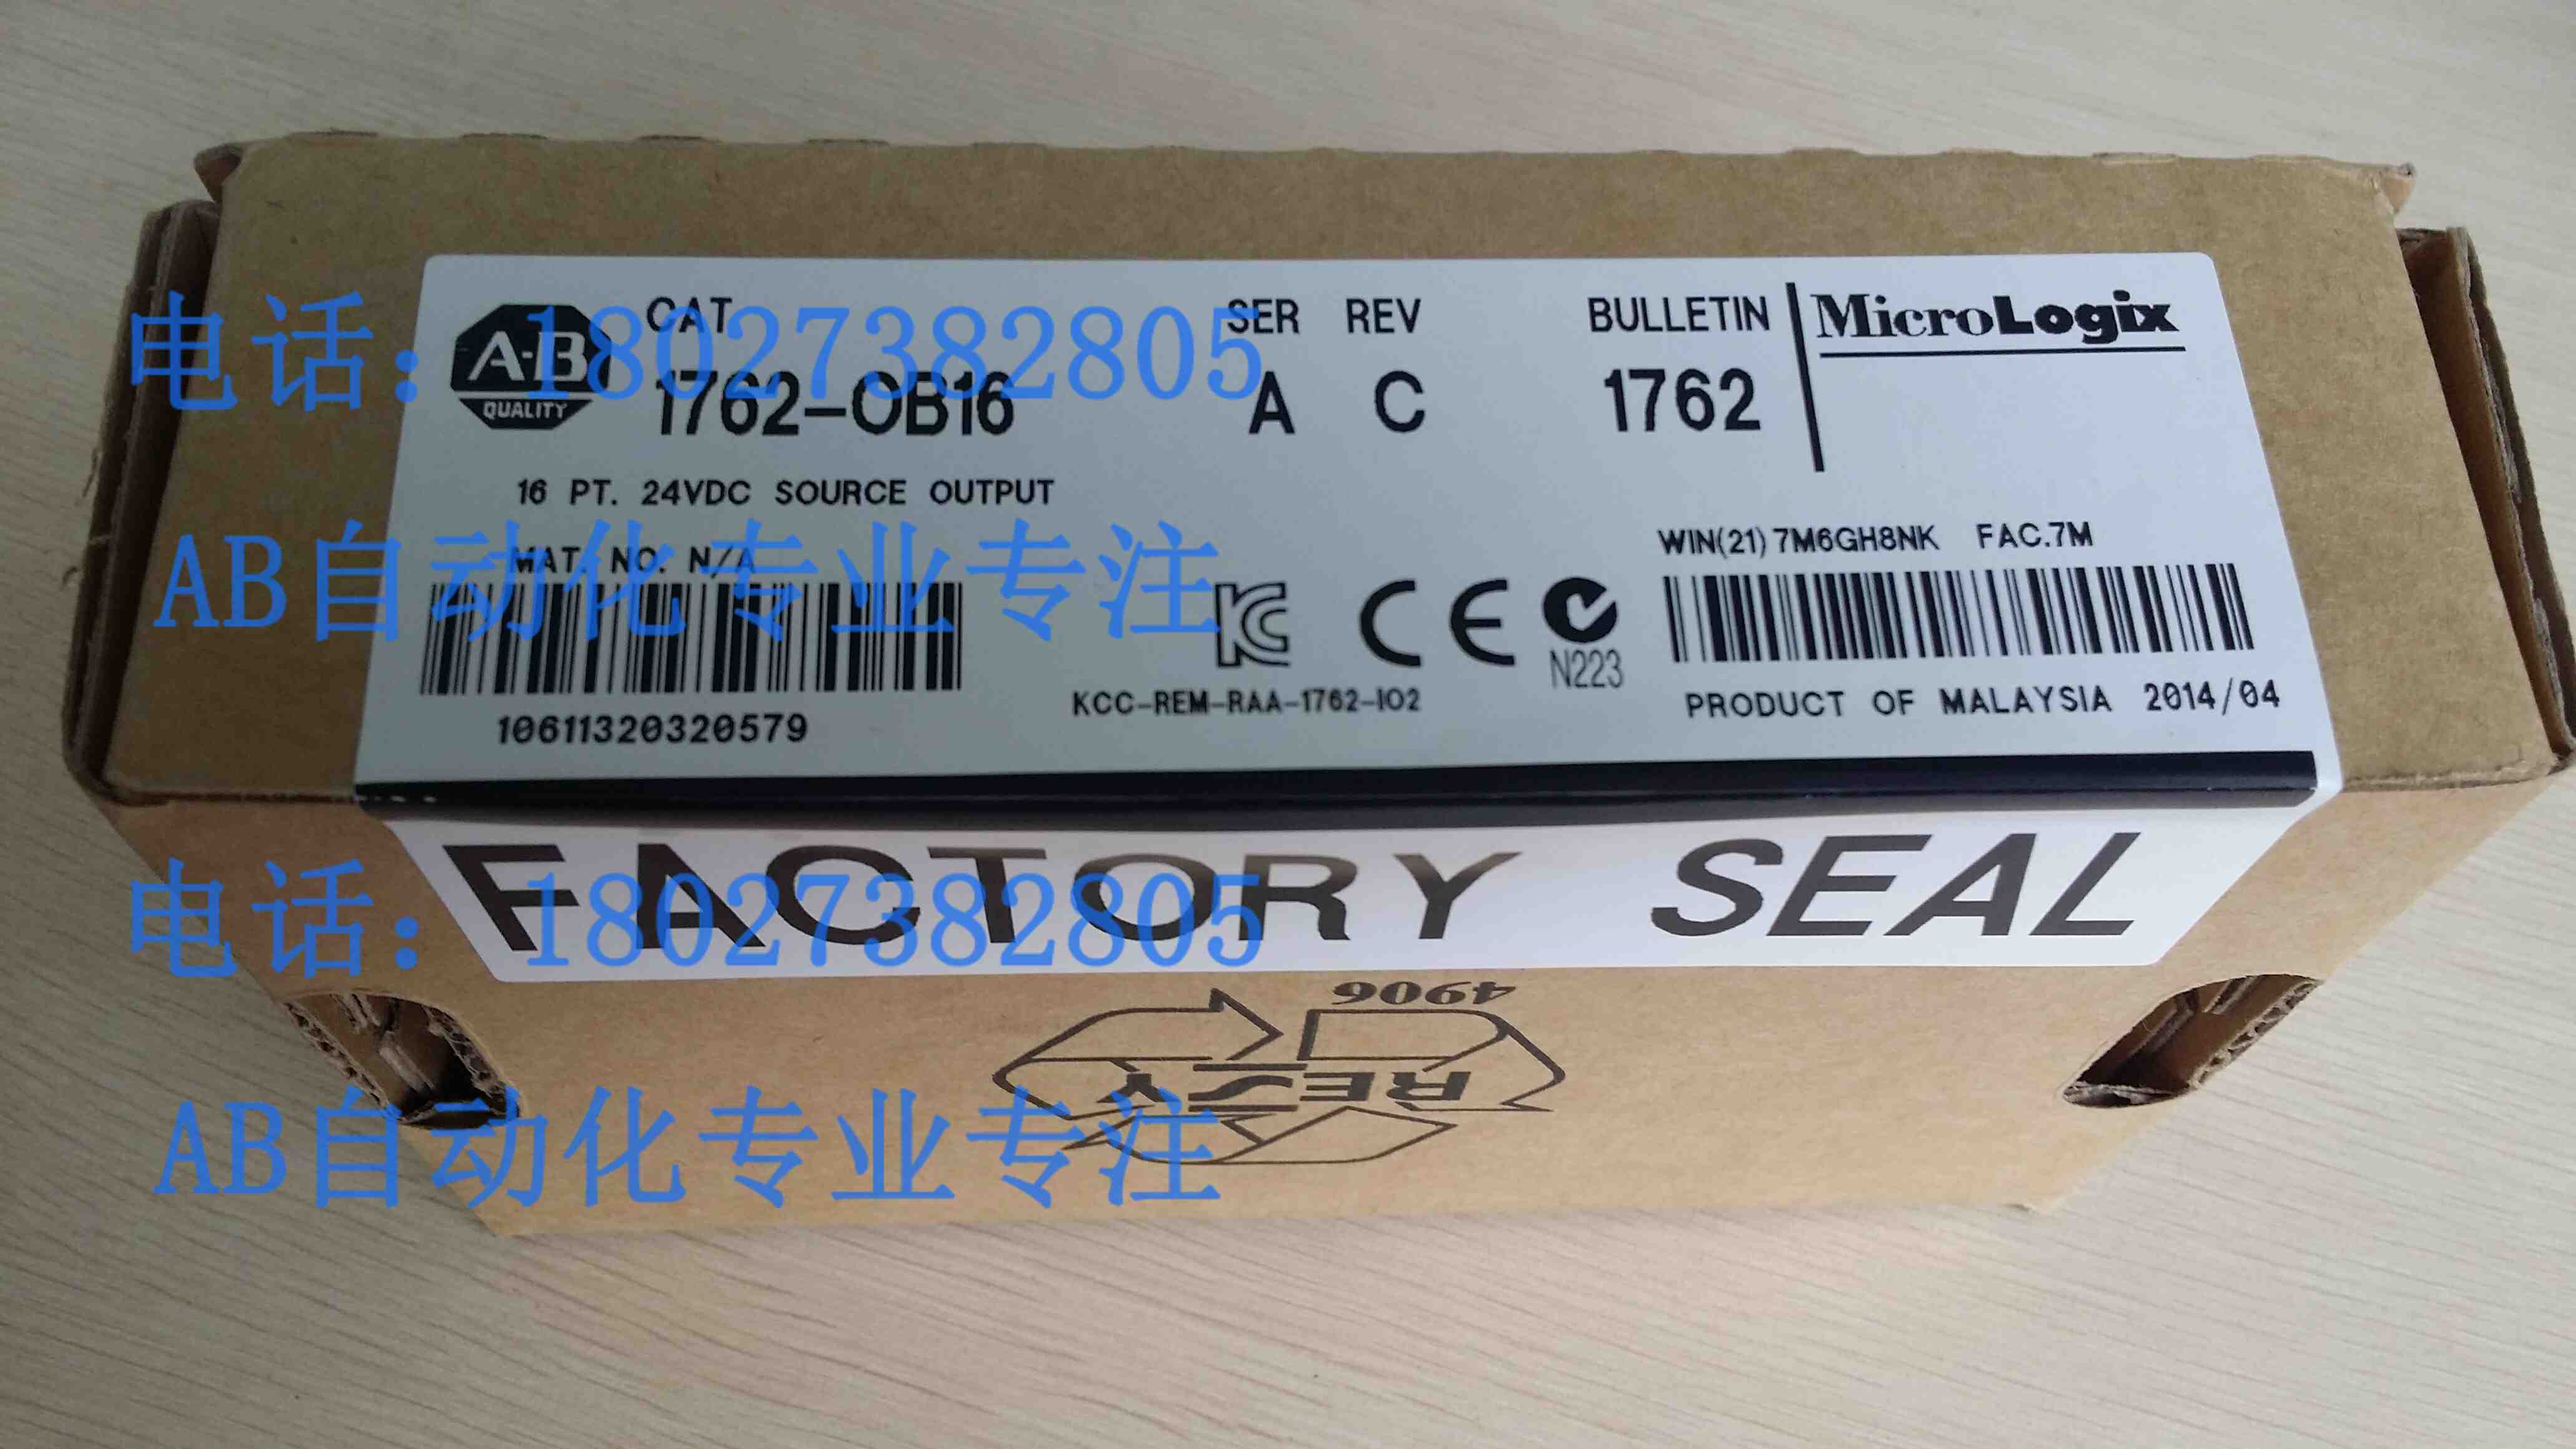 CAT SER REV BULLETIN MicroLogix
A-B
QUALITY
1762-OB16 A C 1762
电话：18027382805
16 PT. 24VDC SOURCE OUTPUT
MAT. NO. N/A
WIN(21)7M6GH8NK FAC.7M
AB自动化专业专注
KC CE N223
10611320320579
KCC-REM-RAA-1762-IO2
PRODUCT OF MALAYSIA 2014/04
FACTORY SEAL
电话：18027382805
4906
RESY
AB自动化专业专注